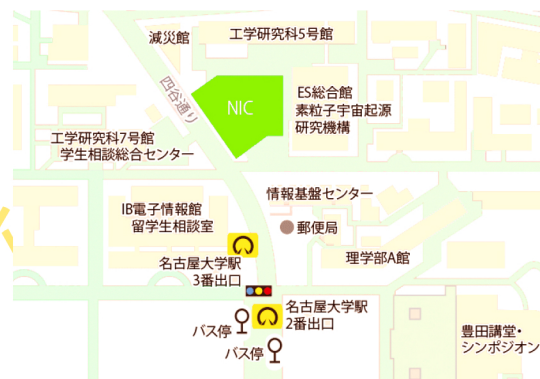 減災館
工学研究科5号館
四谷通り
NIC
ES総合館
素粒子宇宙起源
研究機構
工学研究科7号館
学生相談総合センター
情報基盤センター
IB電子情報館
留学生相談室
郵便局
理学部A館
名古屋大学駅
3番出口
名古屋大学駅
2番出口
バス停
バス停
豊田講堂・
シンポジオン